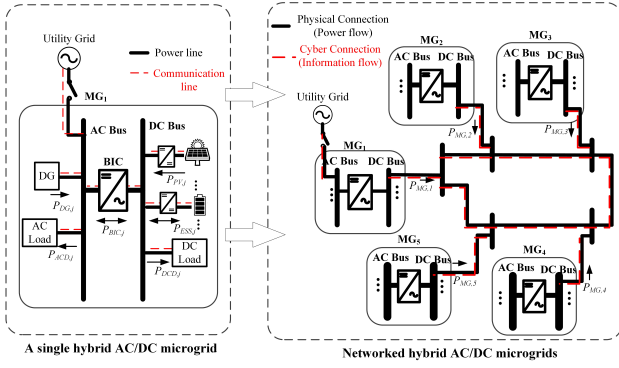 Utility Grid
Power line
Communication
line
MG1
AC Bus
DC Bus
BIC
DG
PDG,j
PPV,j
PBIC,j
PESS,j
AC
Load
PACD,j
DC
Load
PDCD,j
A single hybrid AC/DC microgrid
Physical Connection
(Power flow)
Cyber Connection
(Information flow)
MG2
AC Bus
DC Bus
PMG,2
MG3
AC Bus
DC Bus
PMG,3
Utility Grid
MG1
AC Bus
DC Bus
PMG,1
MG5
AC Bus
DC Bus
PMG,5
MG4
AC Bus
DC Bus
PMG,4
Networked hybrid AC/DC microgrids